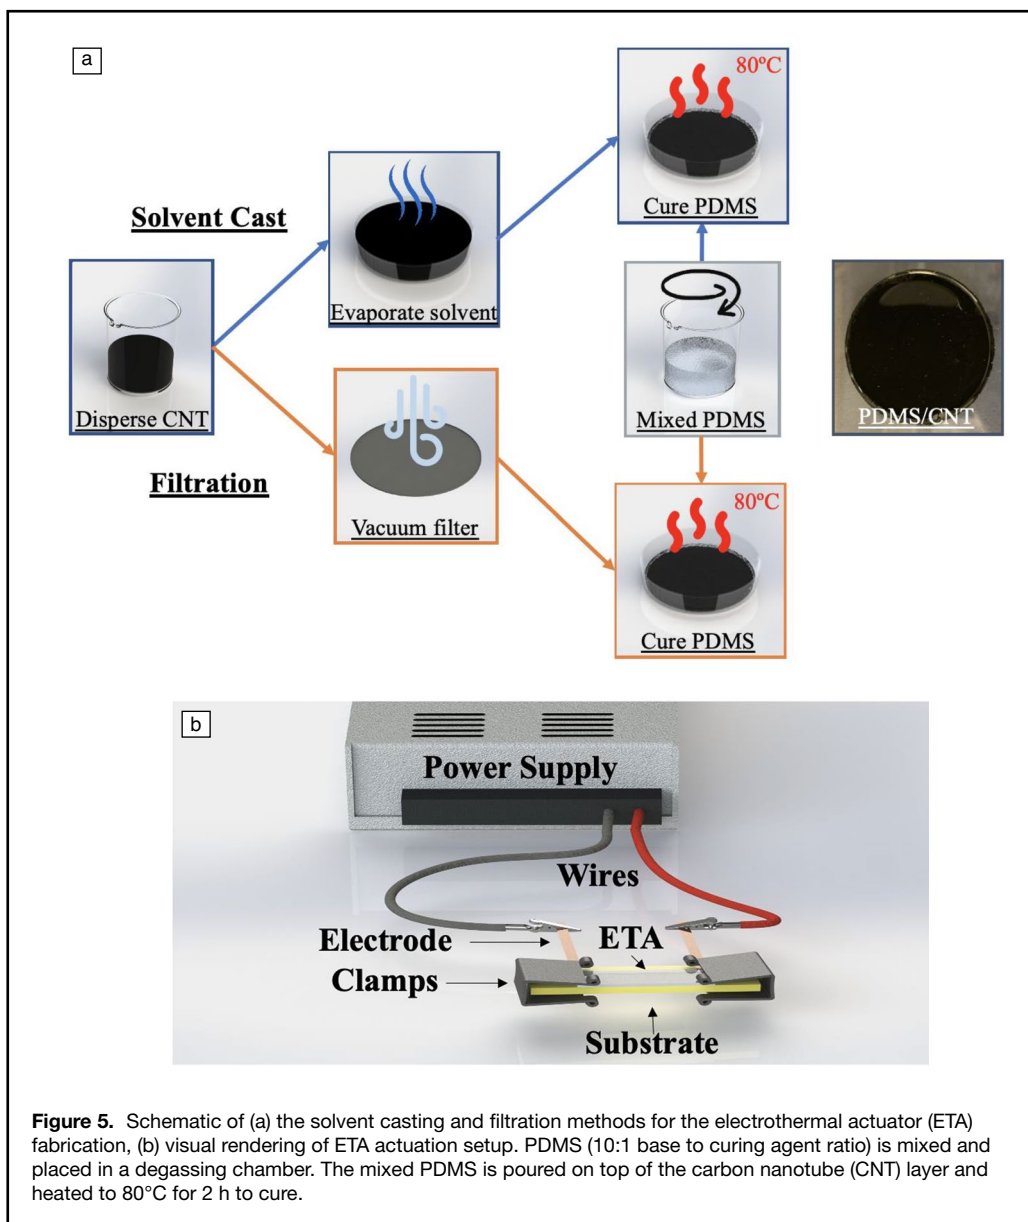 a
80ºC
Cure PDMS
Solvent Cast
Evaporate solvent
Disperse CNT
Mixed PDMS
PDMS/CNT
Filtration
Vacuum filter
80ºC
Cure PDMS
b
Power Supply
Wires
Electrode
ETA
Clamps
Substrate
Figure 5. Schematic of (a) the solvent casting and filtration methods for the electrothermal actuator (ETA)
fabrication, (b) visual rendering of ETA actuation setup. PDMS (10:1 base to curing agent ratio) is mixed and
placed in a degassing chamber. The mixed PDMS is poured on top of the carbon nanotube (CNT) layer and
heated to 80°C for 2 h to cure.